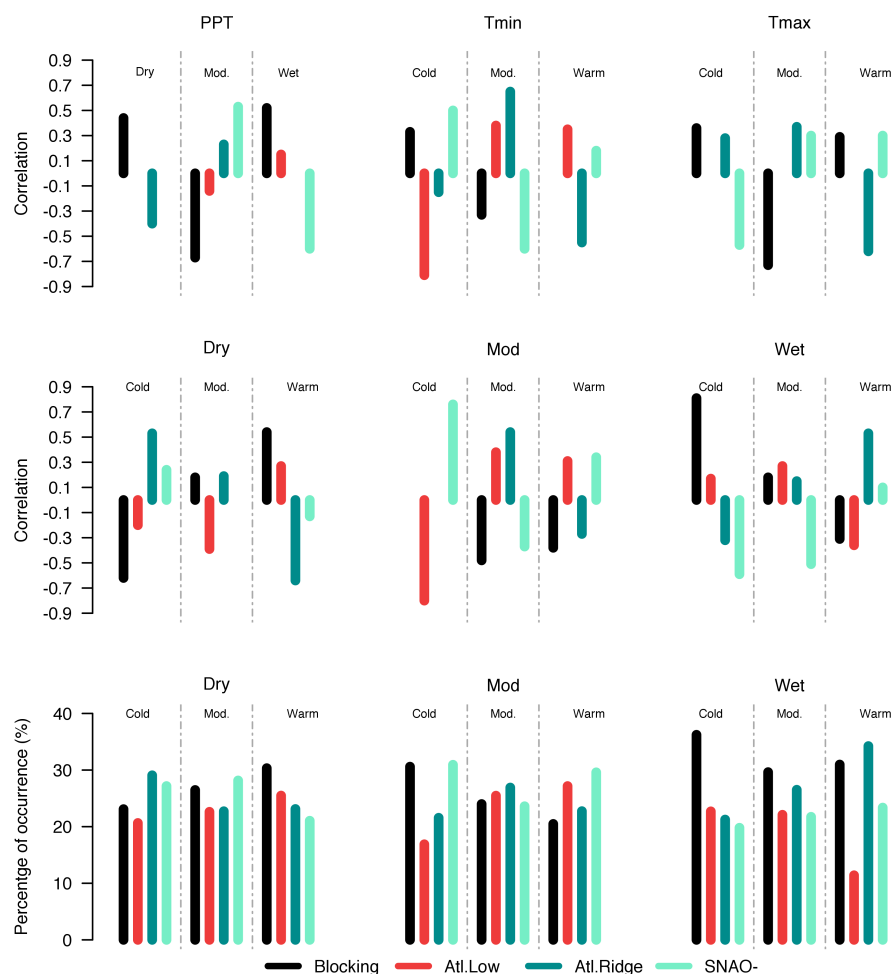 PPT Tmin Tmax
0.9
Dry Mod. Wet Cold Mod. Warm Cold Mod. Warm
0.7
0.5
0.3
0.1
-0.1
-0.3
-0.5
-0.7
-0.9
Correlation
Dry Mod Wet
0.9
Cold Mod. Warm Cold Mod. Warm Cold Mod. Warm
0.7
0.5
0.3
0.1
-0.1
-0.3
-0.5
-0.7
-0.9
Correlation
Dry Mod Wet
40
Cold Mod. Warm Cold Mod. Warm Cold Mod. Warm
30
20
10
0
Percentge of occurrence (%)
Blocking Atl.Low Atl.Ridge SNAO-